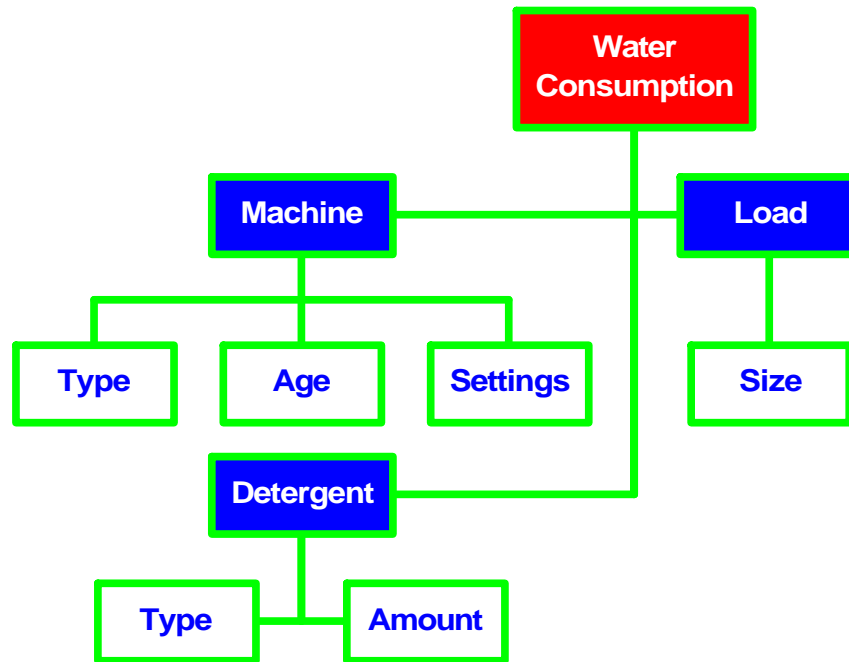 Water
Consumption
Machine
Load
Type
Age
Settings
Size
Detergent
Type
Amount